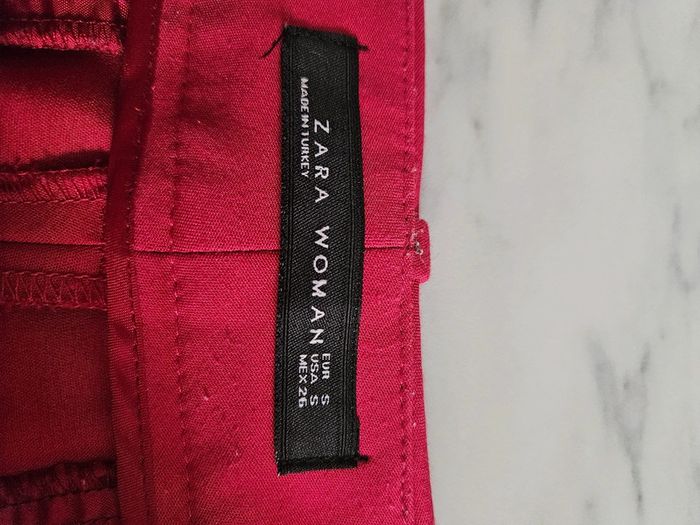 ZARA WOMAN
MADE IN TURKEY
EUR S
USA S
MEX 26